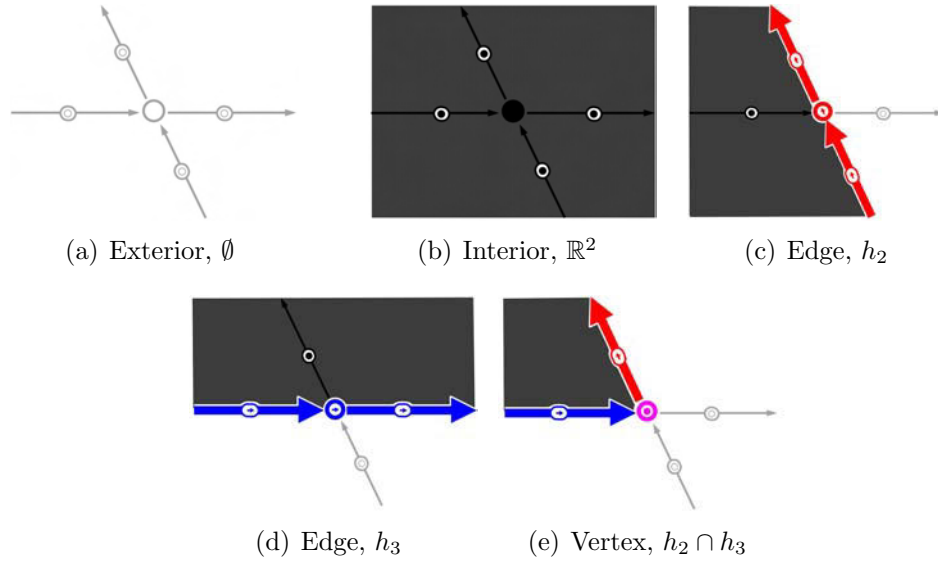 (a) Exterior, ∅
(b) Interior, ℝ²
(c) Edge, h₂
(d) Edge, h₃
(e) Vertex, h₂ ∩ h₃